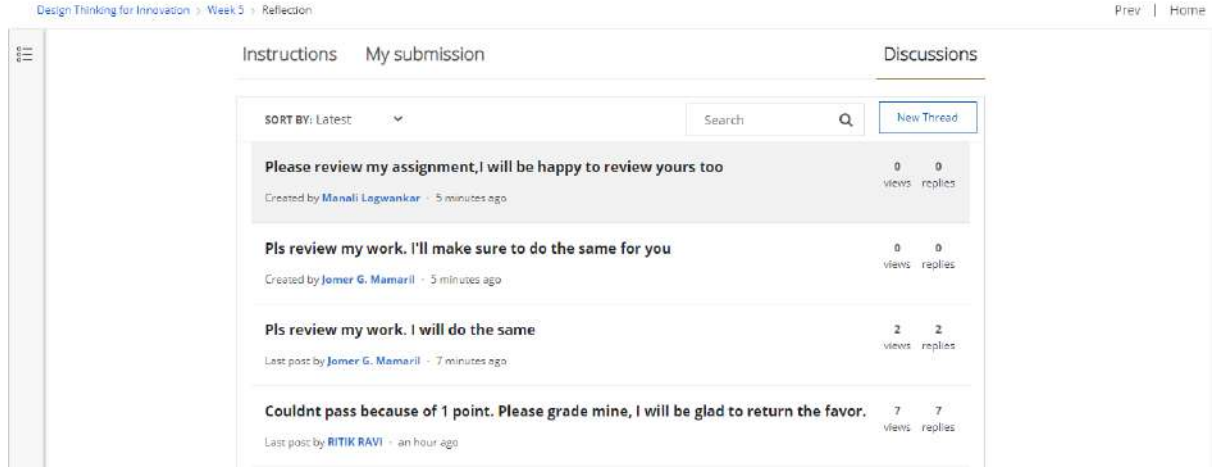 Design Thinking for Innovation > Week 5 > Reflection
Prev | Home
Instructions My submission Discussions
SORT BY: Latest
Search
New Thread
Please review my assignment,I will be happy to review yours too
0 0
views replies
Created by Manali Lagwankar · 5 minutes ago
Pls review my work. I'll make sure to do the same for you
0 0
views replies
Created by Jomer G. Mamaril · 5 minutes ago
Pls review my work. I will do the same
2 2
views replies
Last post by Jomer G. Mamaril · 7 minutes ago
Couldnt pass because of 1 point. Please grade mine, I will be glad to return the favor.
7 7
views replies
Last post by RITIK RAVI · an hour ago